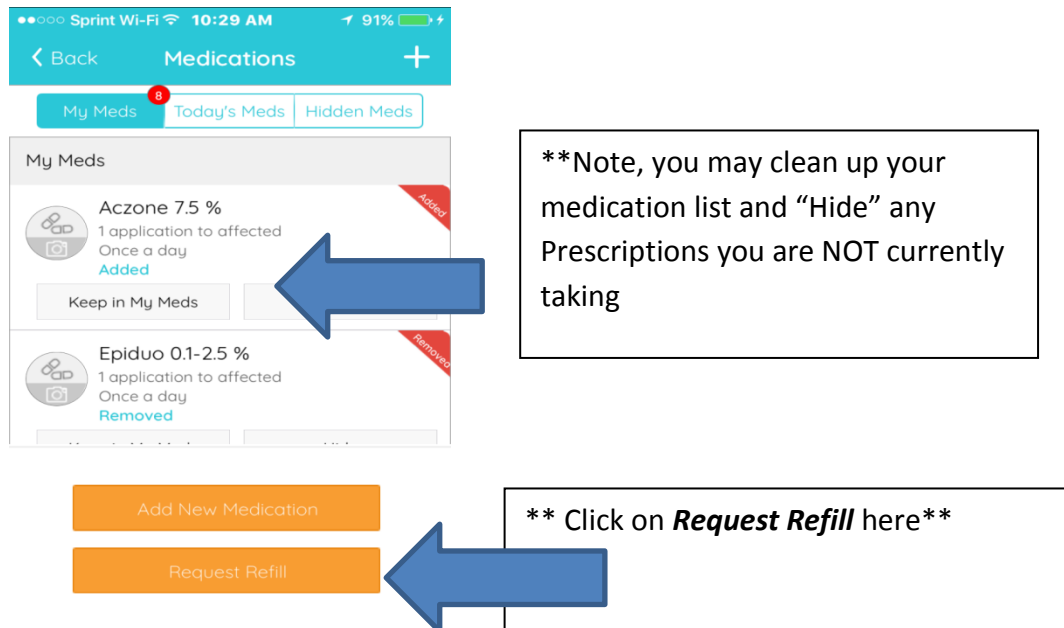 Sprint Wi-Fi 10:29 AM 91%
Back Medications +
My Meds 8 Today's Meds Hidden Meds
My Meds
Aczone 7.5 %
Added
1 application to affected
Once a day
Added
Keep in My Meds
Epiduo 0.1-2.5 %
Removed
1 application to affected
Once a day
Removed
**Note, you may clean up your
medication list and “Hide” any
Prescriptions you are NOT currently
taking
Add New Medication
Request Refill
** Click on Request Refill here**